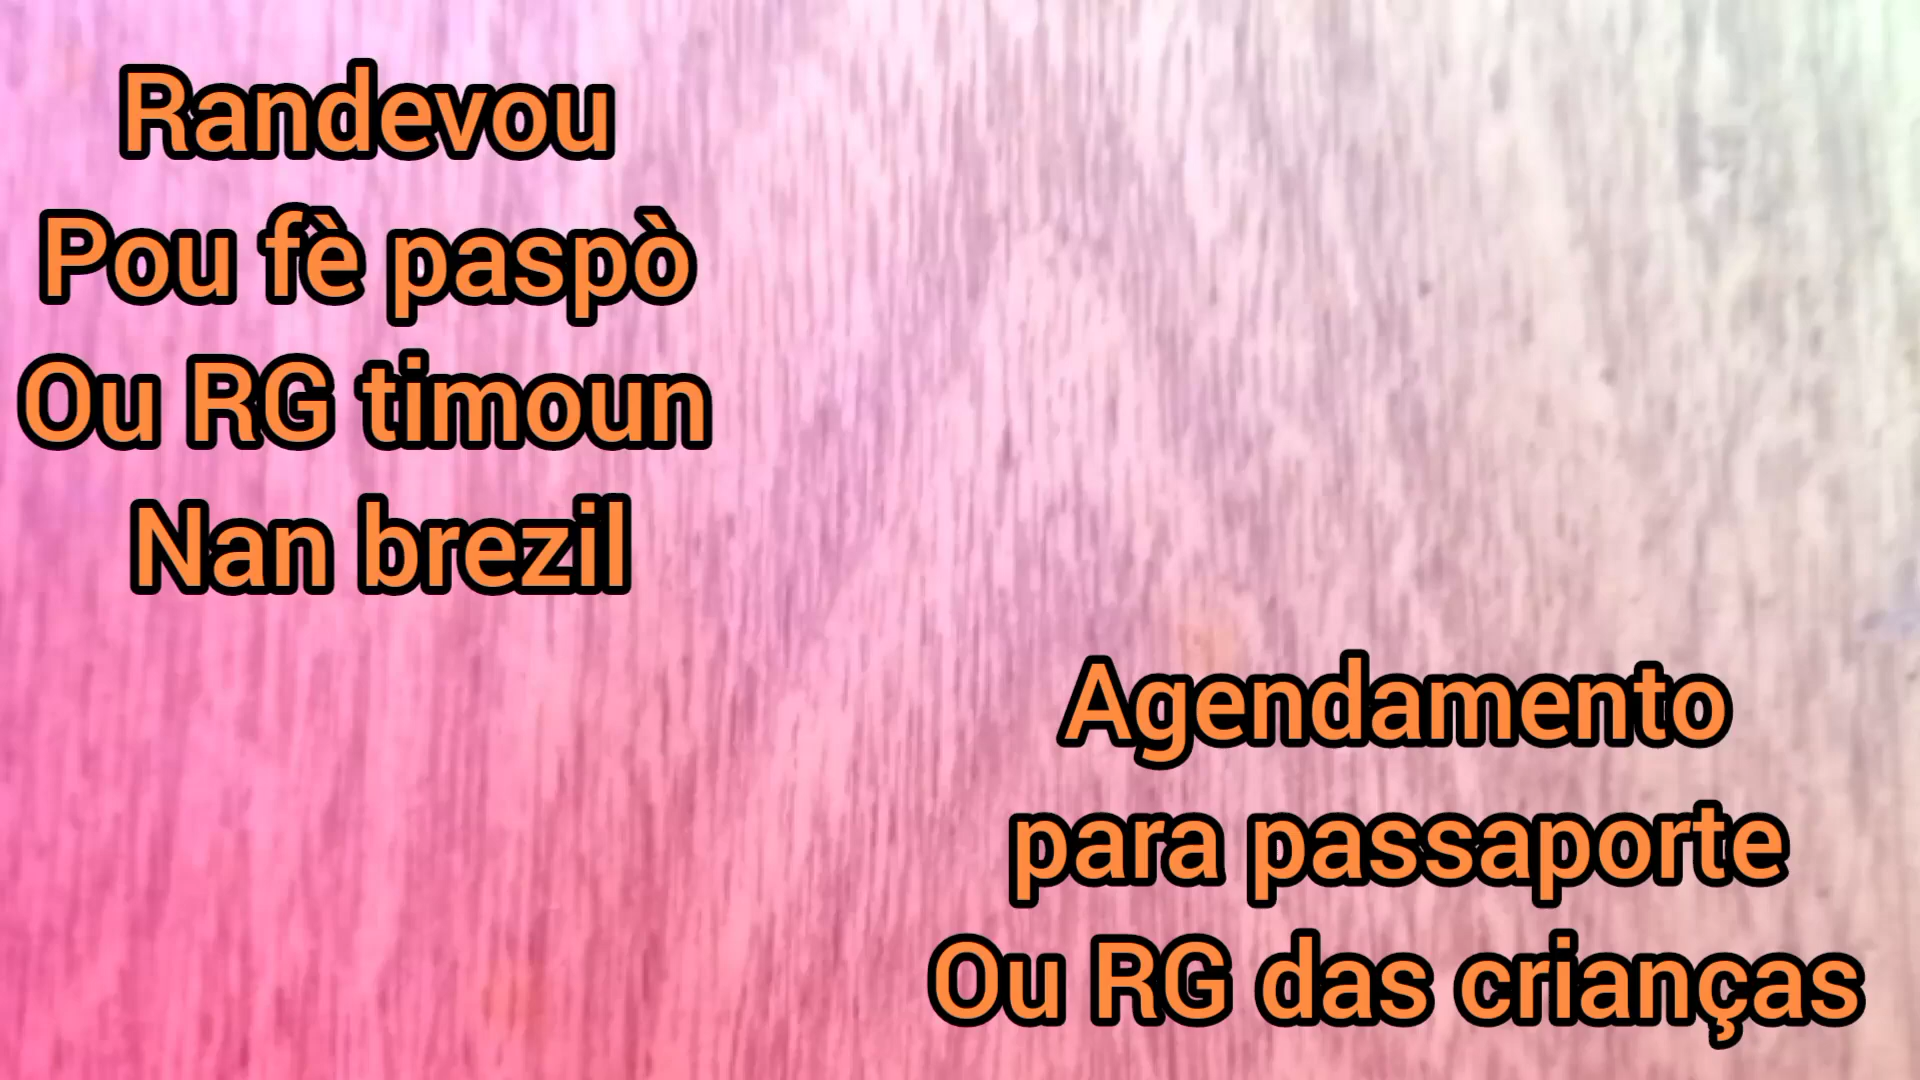 Randevou
Pou fè paspò
Ou RG timoun
Nan brezil
Agendamento
para passaporte
Ou RG das crianças